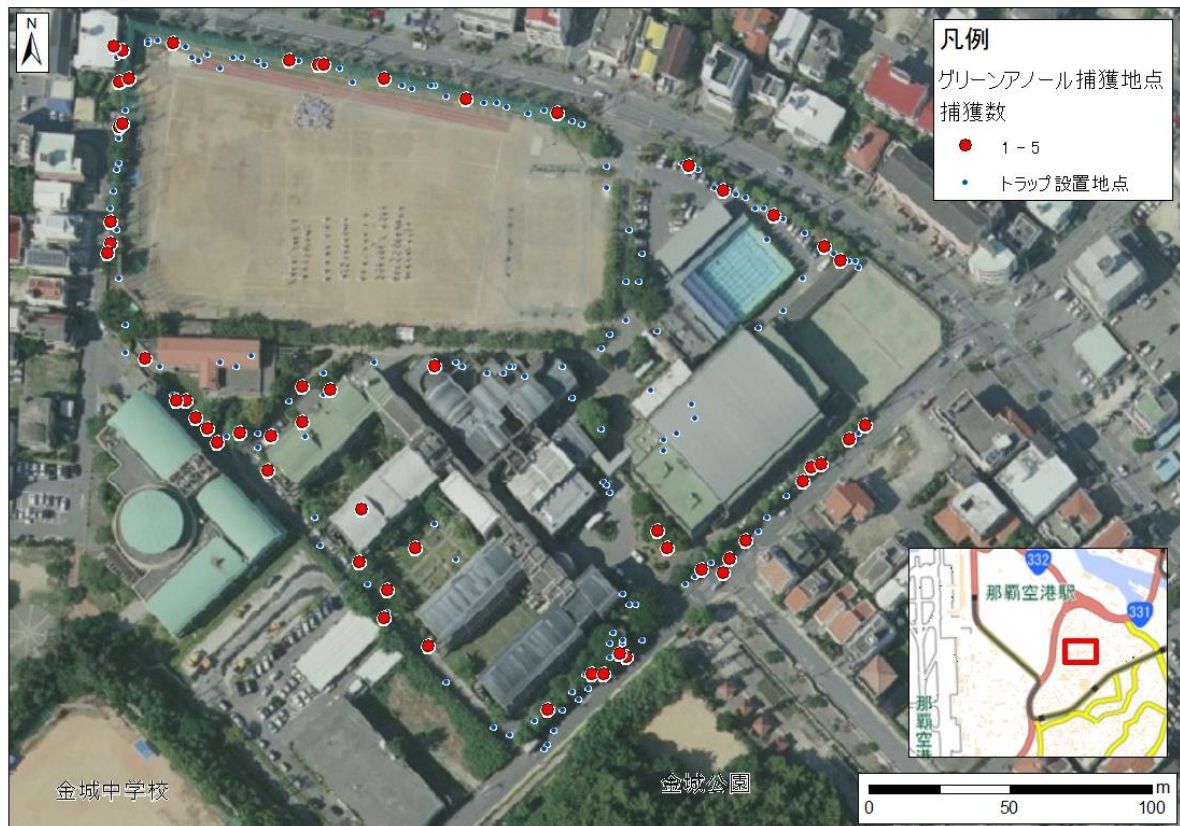 N
凡例
グリーンアノール捕獲地点
捕獲数
1 - 5
トラップ設置地点
332
那覇空港駅
331
那覇空港
金城中学校
金城公園
m
0
50
100